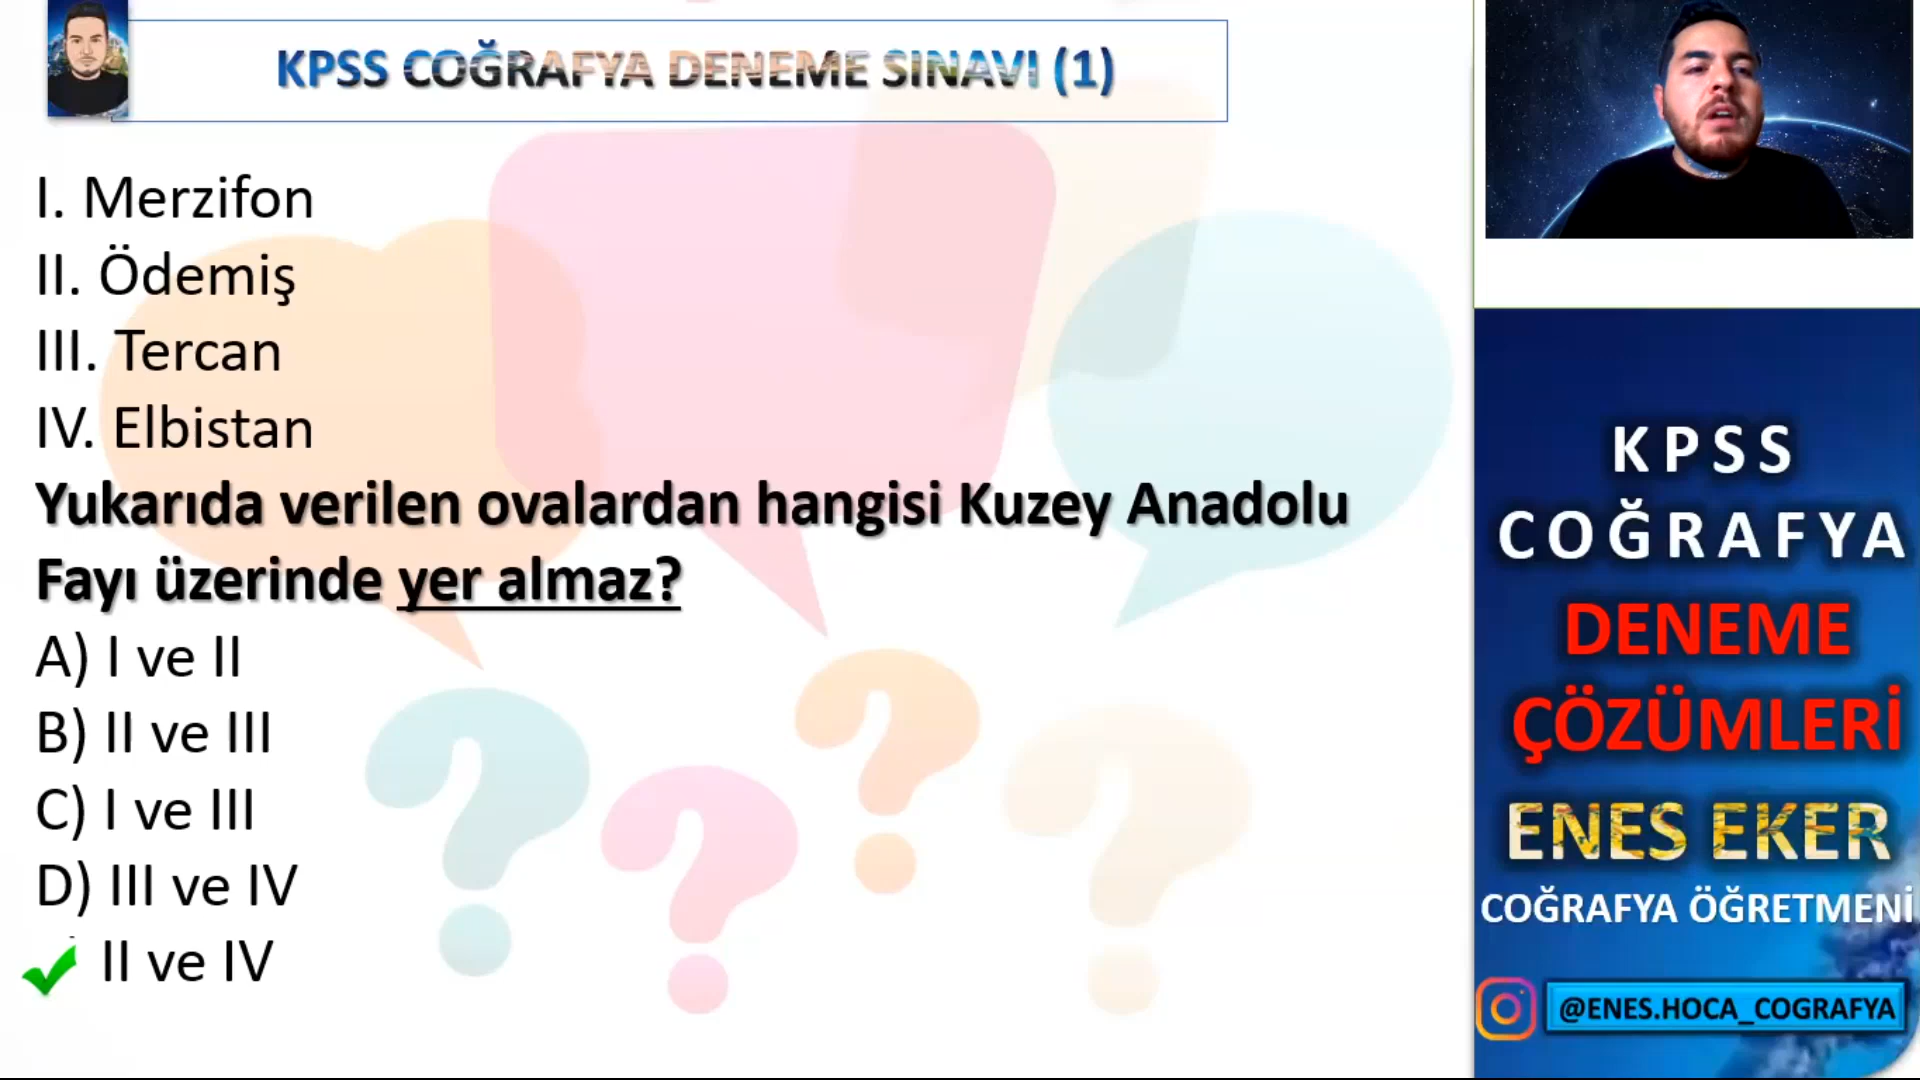 KPSS COĞRAFYA DENEME SINAVI (1)
I. Merzifon
II. Ödemiş
III. Tercan
IV. Elbistan
Yukarıda verilen ovalardan hangisi Kuzey Anadolu
Fayı üzerinde yer almaz?
A) I ve II
B) II ve III
C) I ve III
D) III ve IV
II ve IV
KPSS
COĞRAFYA
DENEME
ÇÖZÜMLERİ
ENES EKER
COĞRAFYA ÖĞRETMENİ
@ENES.HOCA_COGRAFYA